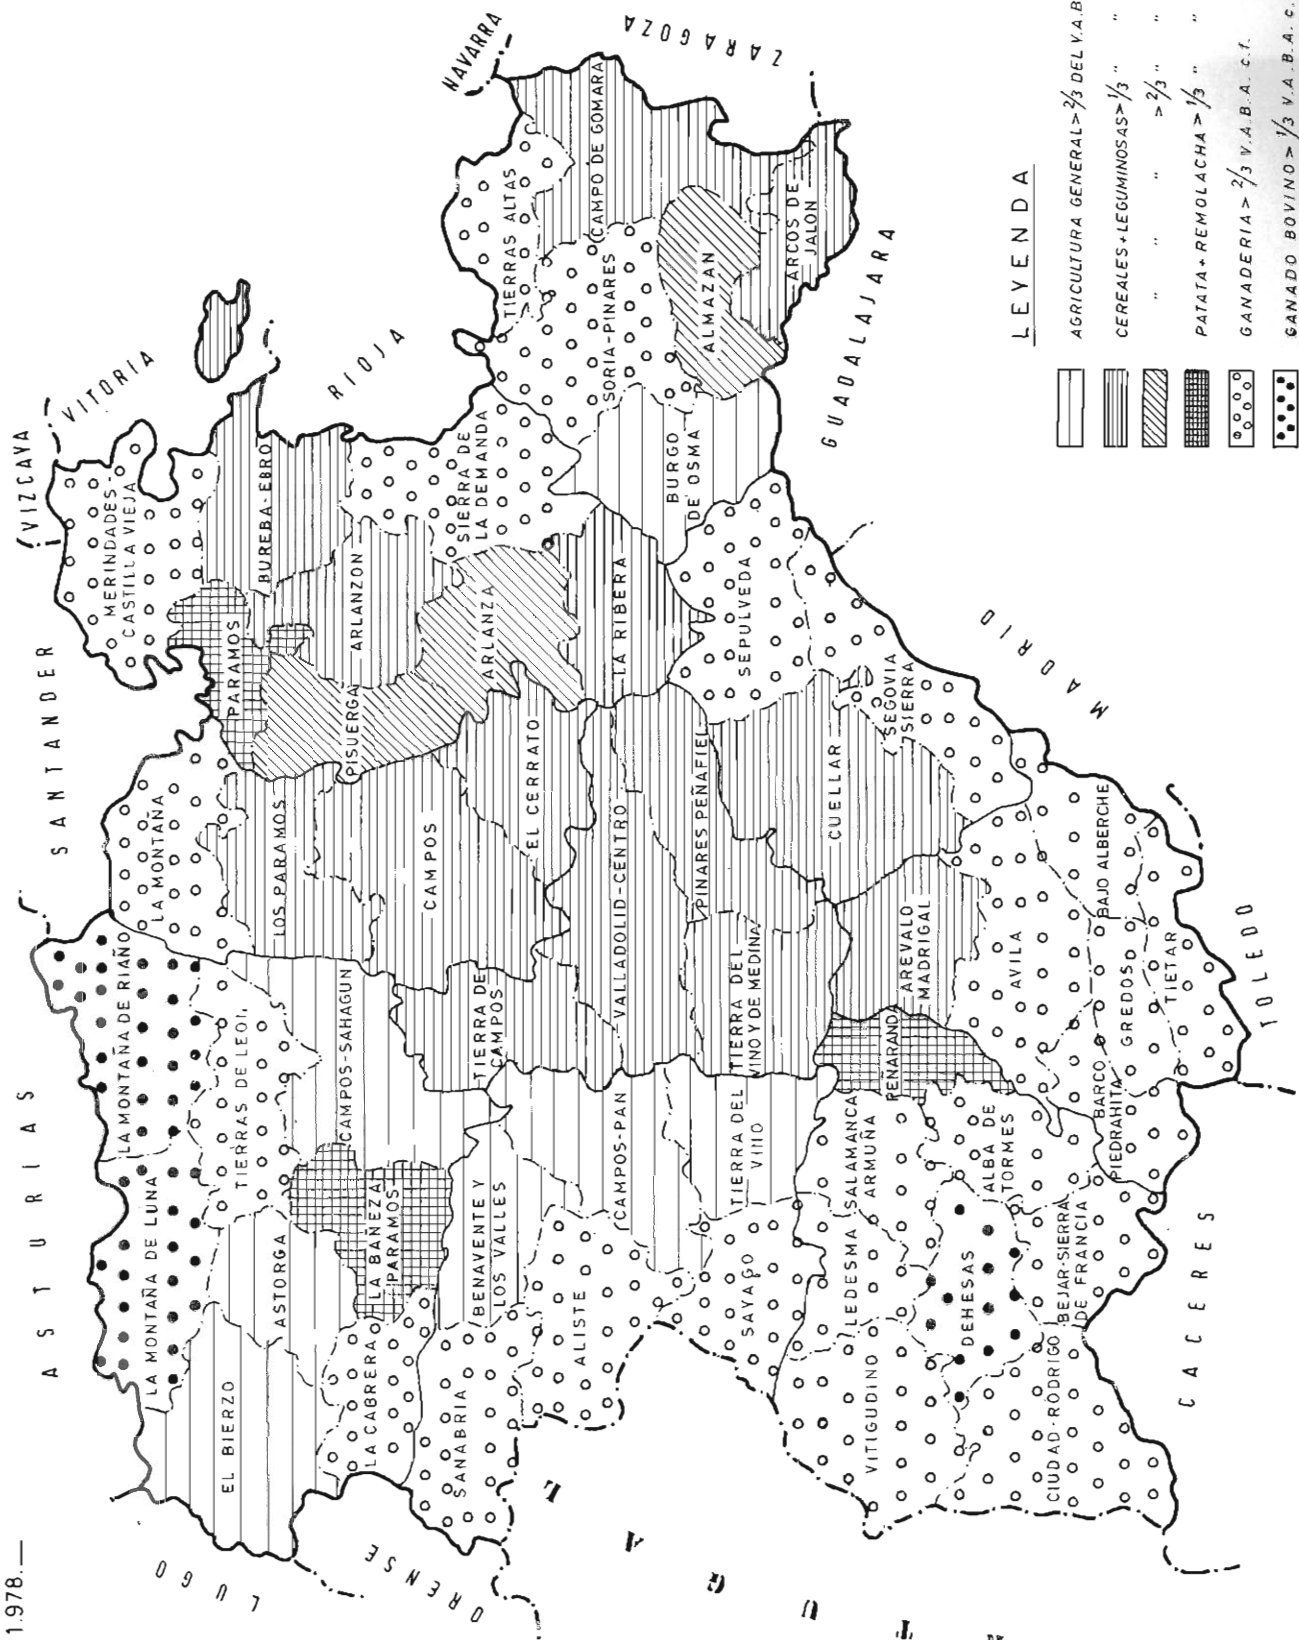 1.978.—
ASTURIAS
SANTANDER
VIZCAYA
VITORIA
RIOJA
NAVARRA
ZARAGOZA
GUADALAJARA
MADRID
TOLEDO
CACERES
ORENSE
LUGO
LA MONTAÑA DE LUNA
LA MONTAÑA DE RIAÑO
EL BIERZO
ASTORGA
TIERRAS DE LEON
LA CABRERA
LA BAÑEZA
PARAMOS
CAMPOS-SAHAGUN
SANABRIA
BENAVENTE Y
LOS VALLES
ALISTE
CAMPOS-PAN
SAYAGO
TIERRA DEL
VINO
LA MONTAÑA
LOS PARAMOS
CAMPOS
EL CERRATO
TIERRA DE
CAMPOS
VALLADOLID-CENTRO
PINARES PEÑAFIEL
TIERRA DEL
VINO Y DE MEDINA
MERINDADES-
CASTILLA VIEJA
PARAMOS
BUREBA-EBRO
PISUERGA
ARLANZON
SIERRA DE
LA DEMANDA
ARLANZA
LA RIBERA
TIERRAS ALTAS
CAMPO DE GOMARA
SORIA-PINARES
ALMAZAN
ARCOS DE
JALON
BURGO
DE OSMA
SEPULVEDA
SEGOVIA
SIERRA
CUELLAR
AREVALO
MADRIGAL
AVILA
BAJO ALBERCHE
BARCO
PIEDRAHITA
GREDOS
TIETAR
PEÑARANDA
SALAMANCA
ARMUÑA
LEDESMA
ALBA DE
TORMES
VITIGUDINO
DEHESAS
CIUDAD-RODRIGO
BEJAR-SIERRA
DE FRANCIA
LEYENDA
AGRICULTURA GENERAL>2/3 DEL V.A.B
CEREALES+LEGUMINOSAS>1/3 " "
" " " >2/3 " "
PATATA+REMOLACHA>1/3 " "
GANADERIA>2/3 V.A.B.A. c.f.
GANADO BOVINO>1/3 V.A.B.A. c.